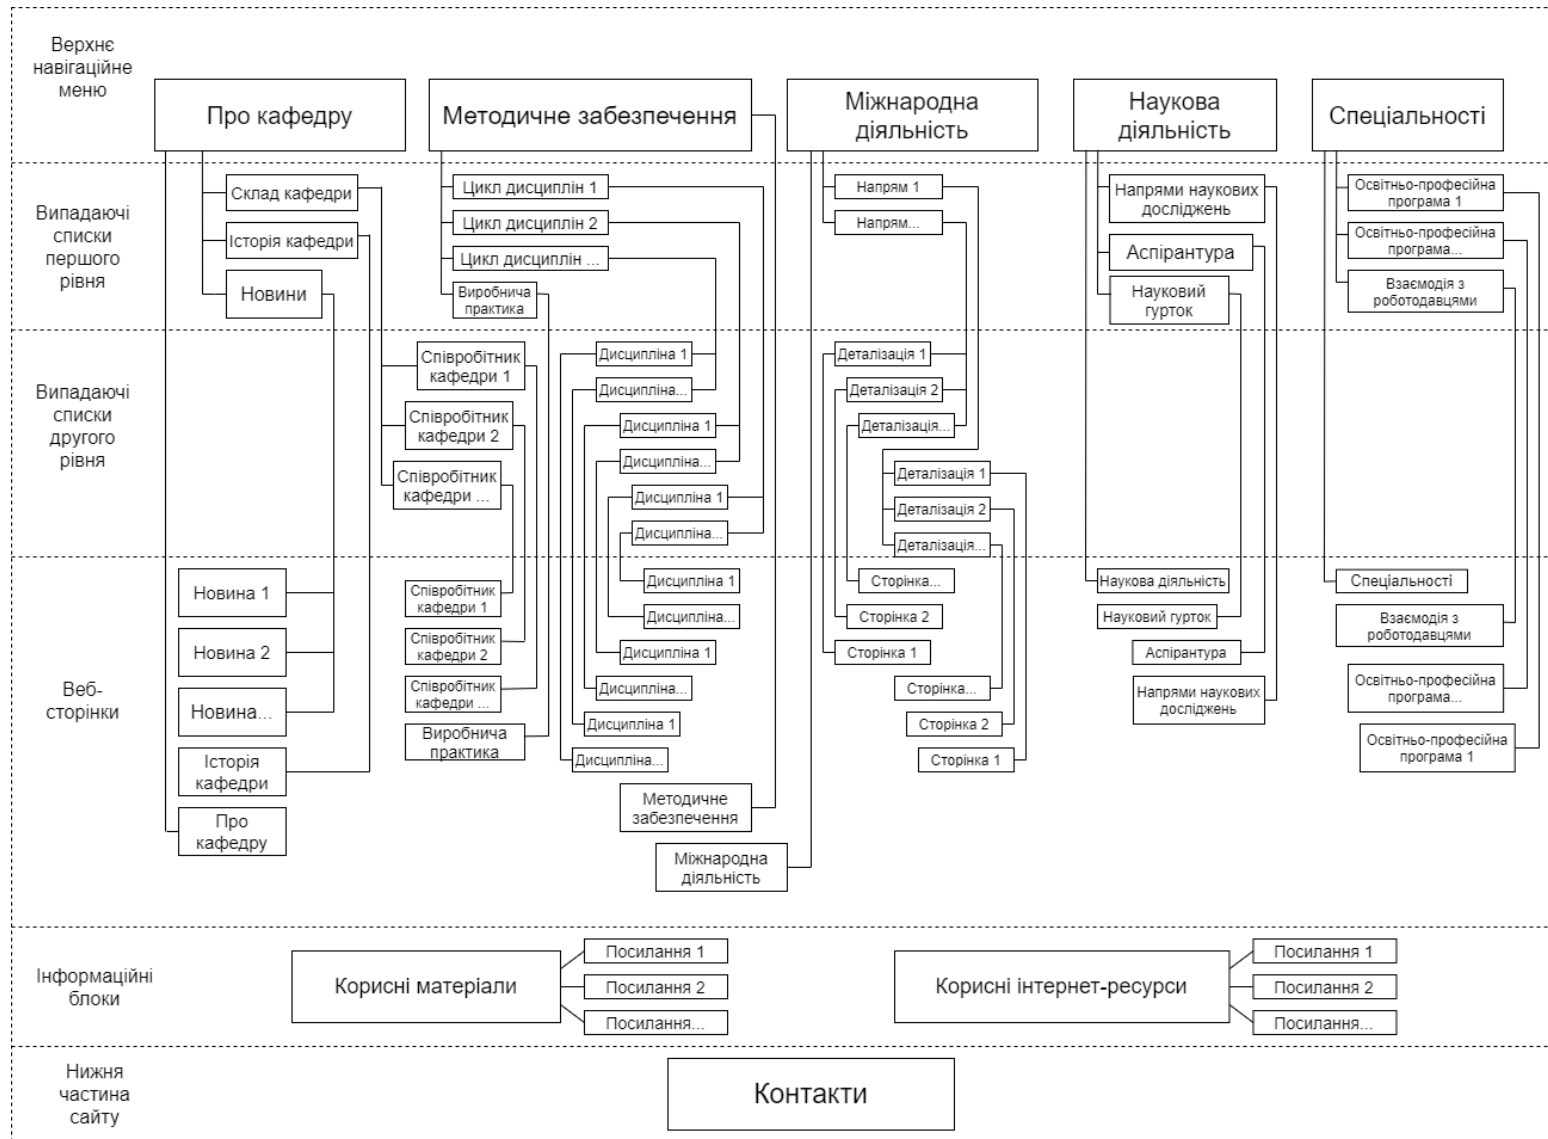 Верхнє
навігаційне
меню
Про кафедру
Методичне забезпечення
Міжнародна
діяльність
Наукова
діяльність
Спеціальності
Випадаючі
списки
першого
рівня
Склад кафедри
Історія кафедри
Новини
Цикл дисциплін 1
Цикл дисциплін 2
Цикл дисциплін ...
Виробнича
практика
Напрям 1
Напрям...
Напрями наукових
досліджень
Аспірантура
Науковий
гурток
Освітньо-професійна
програма 1
Освітньо-професійна
програма...
Взаємодія з
роботодавцями
Випадаючі
списки
другого
рівня
Співробітник
кафедри 1
Співробітник
кафедри 2
Співробітник
кафедри ...
Дисципліна 1
Дисципліна...
Дисципліна 1
Дисципліна...
Дисципліна 1
Дисципліна...
Деталізація 1
Деталізація 2
Деталізація...
Деталізація 1
Деталізація 2
Деталізація...
Веб-
сторінки
Новина 1
Новина 2
Новина...
Історія
кафедри
Про
кафедру
Співробітник
кафедри 1
Співробітник
кафедри 2
Співробітник
кафедри ...
Виробнича
практика
Дисципліна 1
Дисципліна...
Дисципліна 1
Дисципліна...
Дисципліна 1
Дисципліна...
Методичне
забезпечення
Міжнародна
діяльність
Сторінка...
Сторінка 2
Сторінка 1
Сторінка...
Сторінка 2
Сторінка 1
Наукова діяльність
Науковий гурток
Аспірантура
Напрями наукових
досліджень
Спеціальності
Взаємодія з
роботодавцями
Освітньо-професійна
програма...
Освітньо-професійна
програма 1
Інформаційні
блоки
Корисні матеріали
Посилання 1
Посилання 2
Посилання...
Корисні інтернет-ресурси
Посилання 1
Посилання 2
Посилання...
Нижня
частина
сайту
Контакти